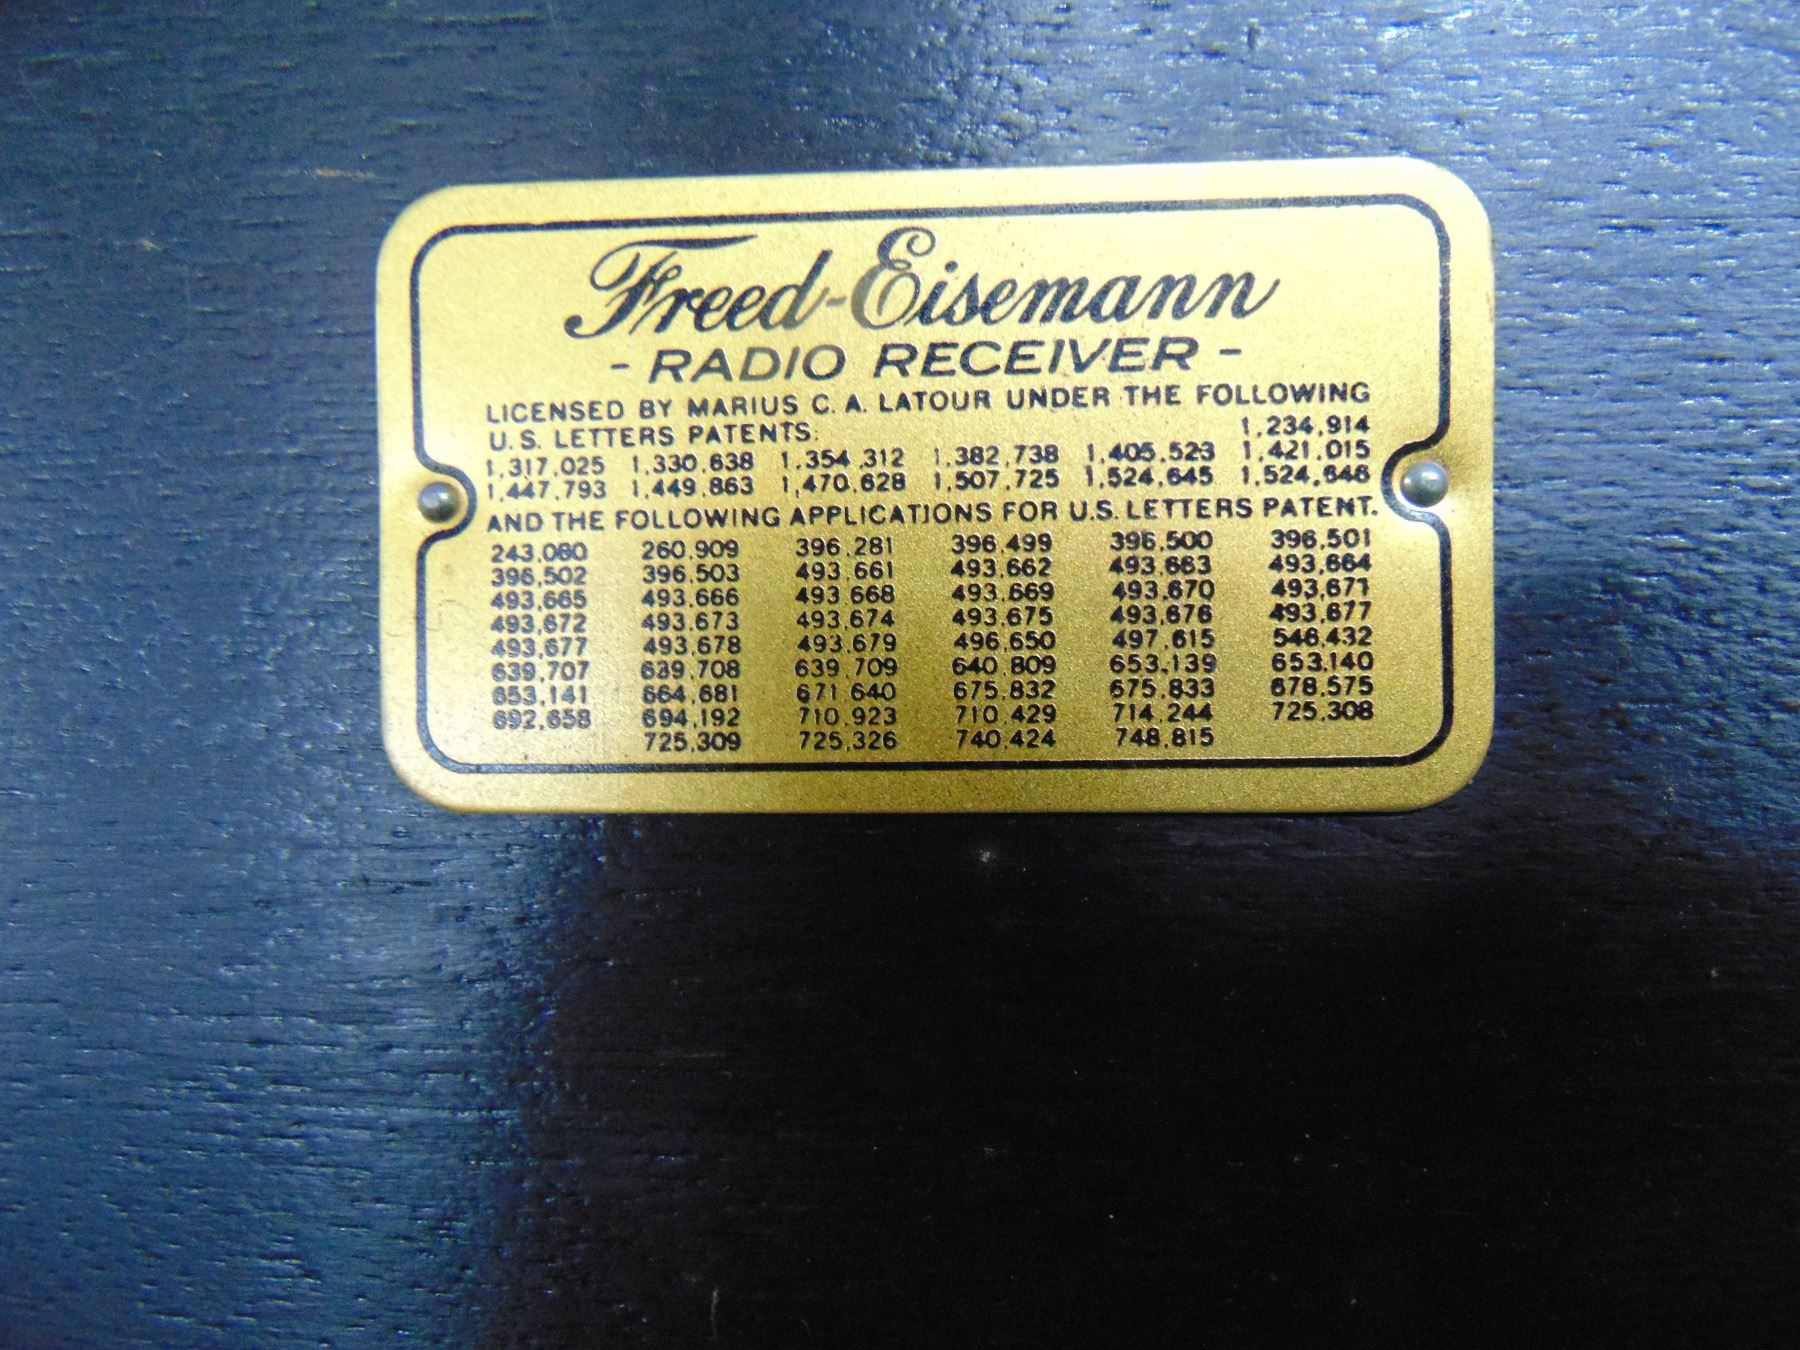 Freed-Eisemann
- RADIO RECEIVER -
LICENSED BY MARIUS C. A. LATOUR UNDER THE FOLLOWING
U.S. LETTERS PATENTS: 1,234,914
1,317,025 1,330,638 1,354,312 1,382,738 1,405,523 1,421,015
1,447,793 1,449,863 1,470,628 1,507,725 1,524,645 1,524,646
AND THE FOLLOWING APPLICATIONS FOR U.S. LETTERS PATENT.
243,080 260,909 396,281 396,499 396,500 396,501
396,502 396,503 493,661 493,662 493,663 493,664
493,665 493,666 493,668 493,669 493,670 493,671
493,672 493,673 493,674 493,675 493,676 493,677
493,677 493,678 493,679 496,650 497,615 546,432
639,707 639,708 639,709 640,809 653,139 653,140
653,141 664,681 671,640 675,832 675,833 678,575
692,658 694,192 710,923 710,429 714,244 725,308
725,309 725,326 740,424 748,815